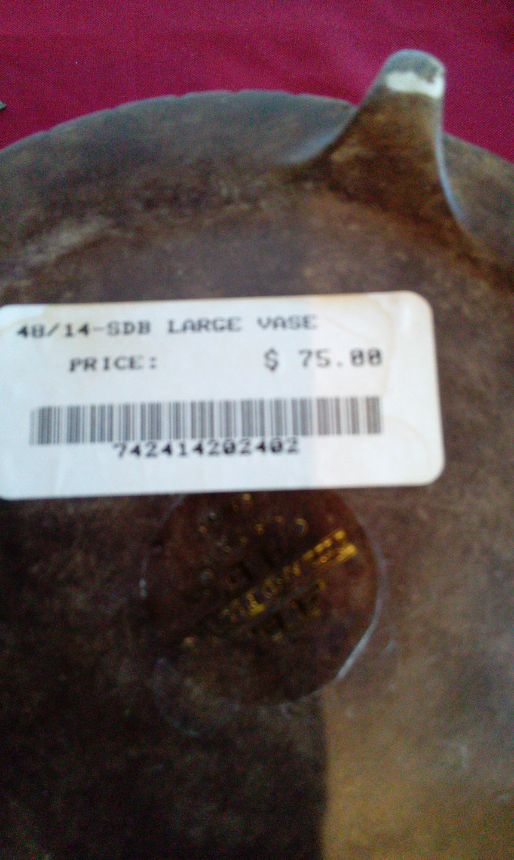 48/14-SDB LARGE VASE
PRICE: $ 75.00
742414202402